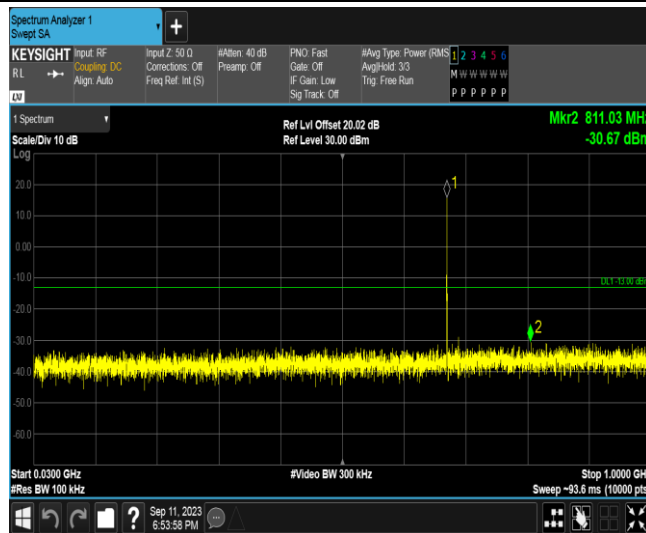 Spectrum Analyzer 1
Swept SA
KEYSIGHT
RL
LXI
Input: RF
Coupling: DC
Align: Auto
Input Z: 50 Ω
Corrections: Off
Freq Ref: Int (S)
#Atten: 40 dB
Preamp: Off
PNO: Fast
Gate: Off
IF Gain: Low
Sig Track: Off
#Avg Type: Power (RMS
Avg|Hold: 3/3
Trig: Free Run
1 2 3 4 5 6
M W W W W W
P P P P P P
1 Spectrum
Scale/Div 10 dB
Log
Ref Lvl Offset 20.02 dB
Ref Level 30.00 dBm
Mkr2 811.03 MHz
-30.67 dBm
20.0
10.0
0.00
-10.0
-20.0
-30.0
-40.0
-50.0
-60.0
1
DL1 -13.00 dBm
2
Start 0.0300 GHz
#Res BW 100 kHz
#Video BW 300 kHz
Stop 1.0000 GH
Sweep ~93.6 ms (10000 pts
?
Sep 11, 2023
6:53:58 PM